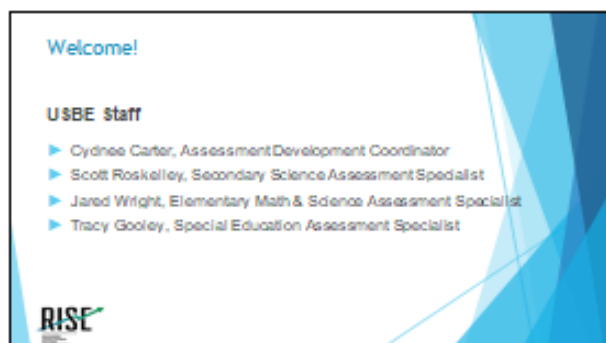 Welcome!
USBE Staff
Cydnee Carter, Assessment Development Coordinator
Scott Roskelley, Secondary Science Assessment Specialist
Jared Wright, Elementary Math & Science Assessment Specialist
Tracy Gooley, Special Education Assessment Specialist
RISE